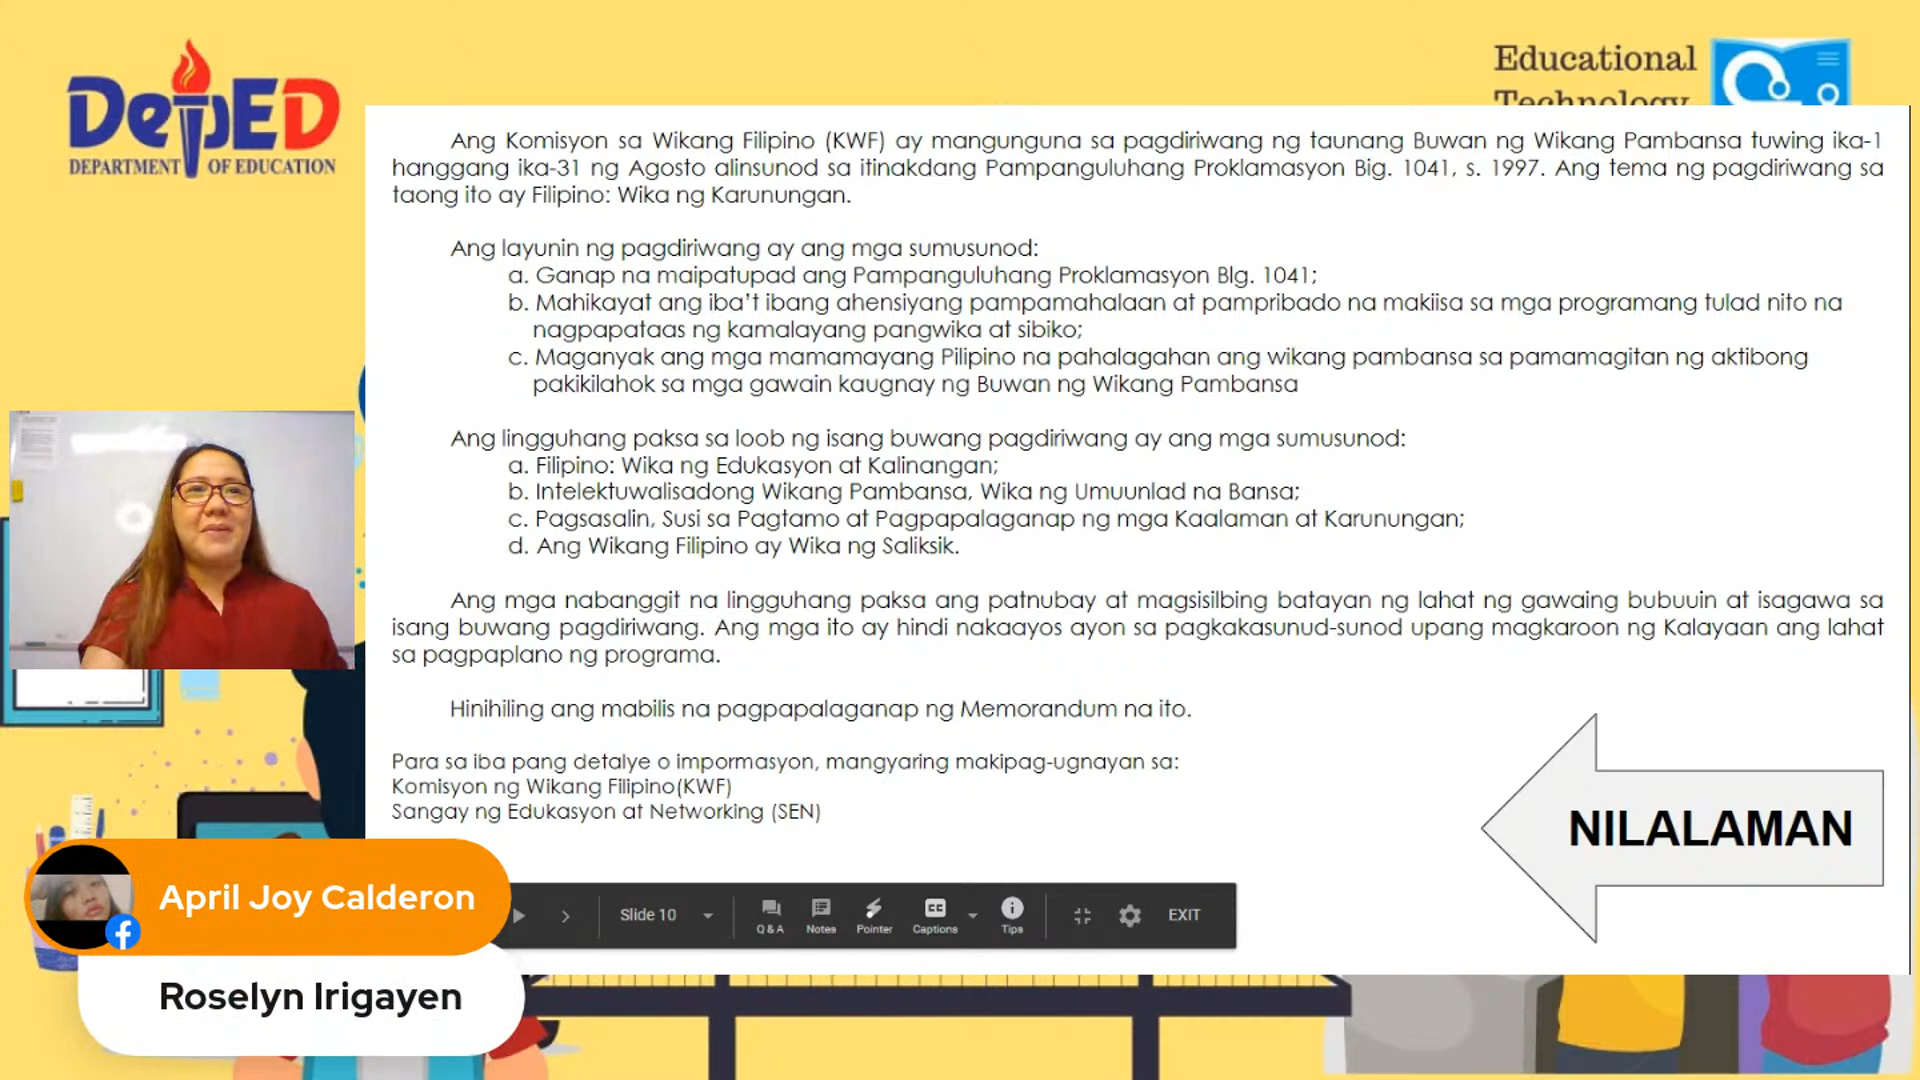 DepED
DEPARTMENT OF EDUCATION
Educational
Technology
Ang Komisyon sa Wikang Filipino (KWF) ay mangunguna sa pagdiriwang ng taunang Buwan ng Wikang Pambansa tuwing ika-1
hanggang ika-31 ng Agosto alinsunod sa itinakdang Pampanguluhang Proklamasyon Big. 1041, s. 1997. Ang tema ng pagdiriwang sa
taong ito ay Filipino: Wika ng Karunungan.
Ang layunin ng pagdiriwang ay ang mga sumusunod:
a. Ganap na maipatupad ang Pampanguluhang Proklamasyon Blg. 1041;
b. Mahikayat ang iba't ibang ahensiyang pampamahalaan at pampribado na makiisa sa mga programang tulad nito na
nagpapataas ng kamalayang pangwika at sibiko;
c. Maganyak ang mga mamamayang Pilipino na pahalagahan ang wikang pambansa sa pamamagitan ng aktibong
pakikilahok sa mga gawain kaugnay ng Buwan ng Wikang Pambansa
Ang lingguhang paksa sa loob ng isang buwang pagdiriwang ay ang mga sumusunod:
a. Filipino: Wika ng Edukasyon at Kalinangan;
b. Intelektuwalisadong Wikang Pambansa, Wika ng Umuunlad na Bansa;
c. Pagsasalin, Susi sa Pagtamo at Pagpapalaganap ng mga Kaalaman at Karunungan;
d. Ang Wikang Filipino ay Wika ng Saliksik.
Ang mga nabanggit na lingguhang paksa ang patnubay at magsisilbing batayan ng lahat ng gawaing bubuuin at isagawa sa
isang buwang pagdiriwang. Ang mga ito ay hindi nakaayos ayon sa pagkakasunud-sunod upang magkaroon ng Kalayaan ang lahat
sa pagpaplano ng programa.
Hinihiling ang mabilis na pagpapalaganap ng Memorandum na ito.
Para sa iba pang detalye o impormasyon, mangyaring makipag-ugnayan sa:
Komisyon ng Wikang Filipino(KWF)
Sangay ng Edukasyon at Networking (SEN)
NILALAMAN
Slide 10
Q & A
Notes
Pointer
CC
Captions
Tips
EXIT
April Joy Calderon
Roselyn Irigayen